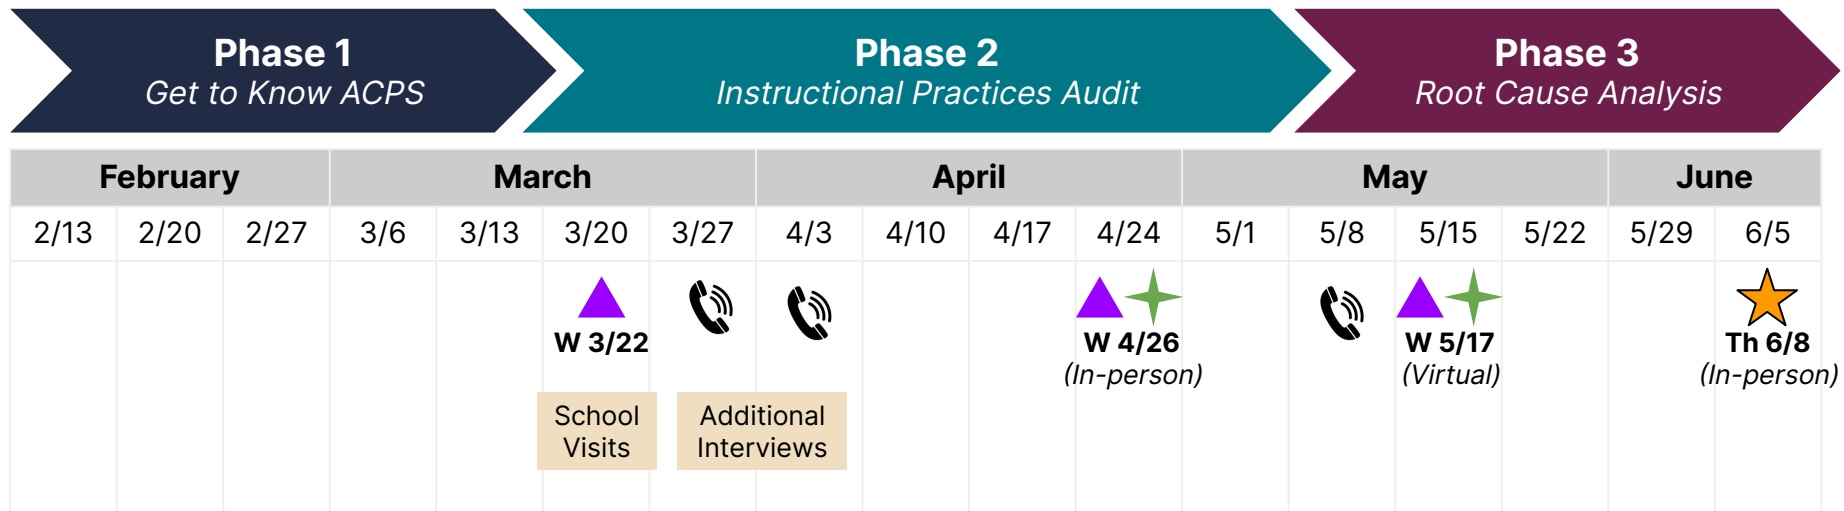 Phase 1
Get to Know ACPS
Phase 2
Instructional Practices Audit
Phase 3
Root Cause Analysis
February March April May June
2/13 2/20 2/27 3/6 3/13 3/20 3/27 4/3 4/10 4/17 4/24 5/1 5/8 5/15 5/22 5/29 6/5
W 3/22
W 4/26
(In-person)
W 5/17
(Virtual)
Th 6/8
(In-person)
School
Visits
Additional
Interviews